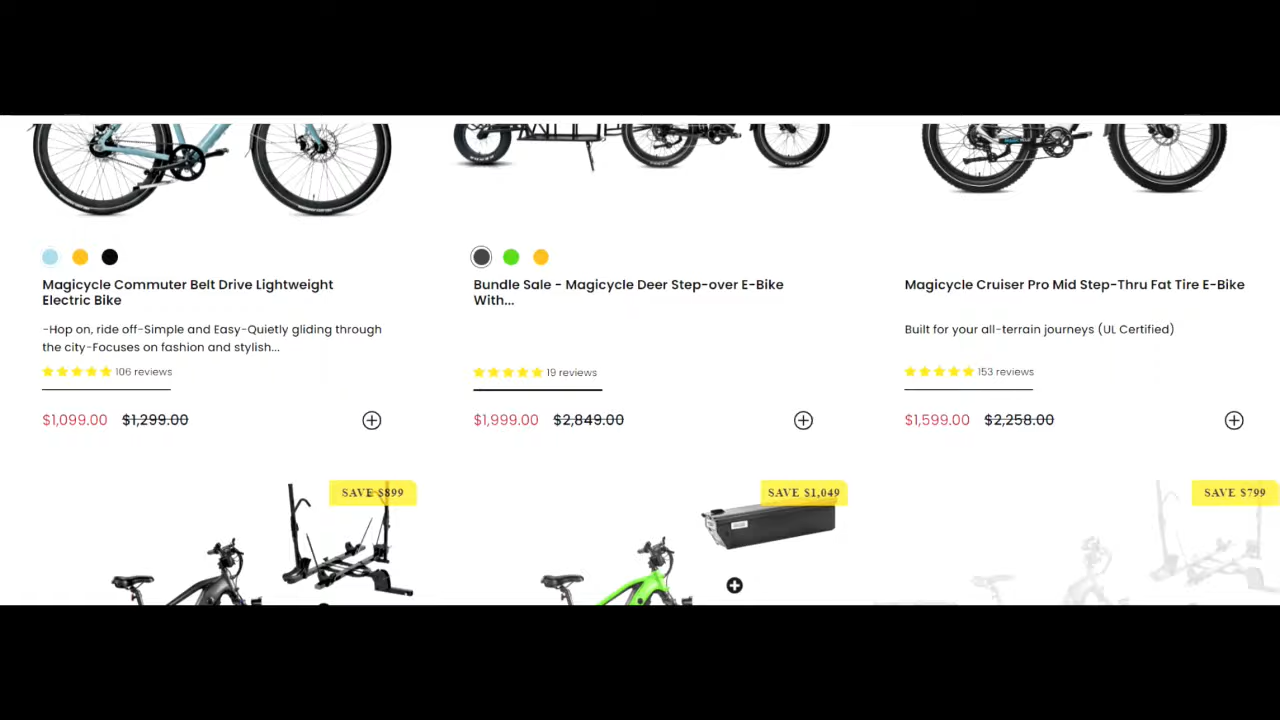 Magicycle Commuter Belt Drive Lightweight
Electric Bike
-Hop on, ride off-Simple and Easy-Quietly gliding through
the city-Focuses on fashion and stylish...
106 reviews
$1,099.00 $1,299.00
Bundle Sale - Magicycle Deer Step-over E-Bike
With...
19 reviews
$1,999.00 $2,849.00
Magicycle Cruiser Pro Mid Step-Thru Fat Tire E-Bike
Built for your all-terrain journeys (UL Certified)
153 reviews
$1,599.00 $2,258.00
SAVE $899
SAVE $1,049
SAVE $799